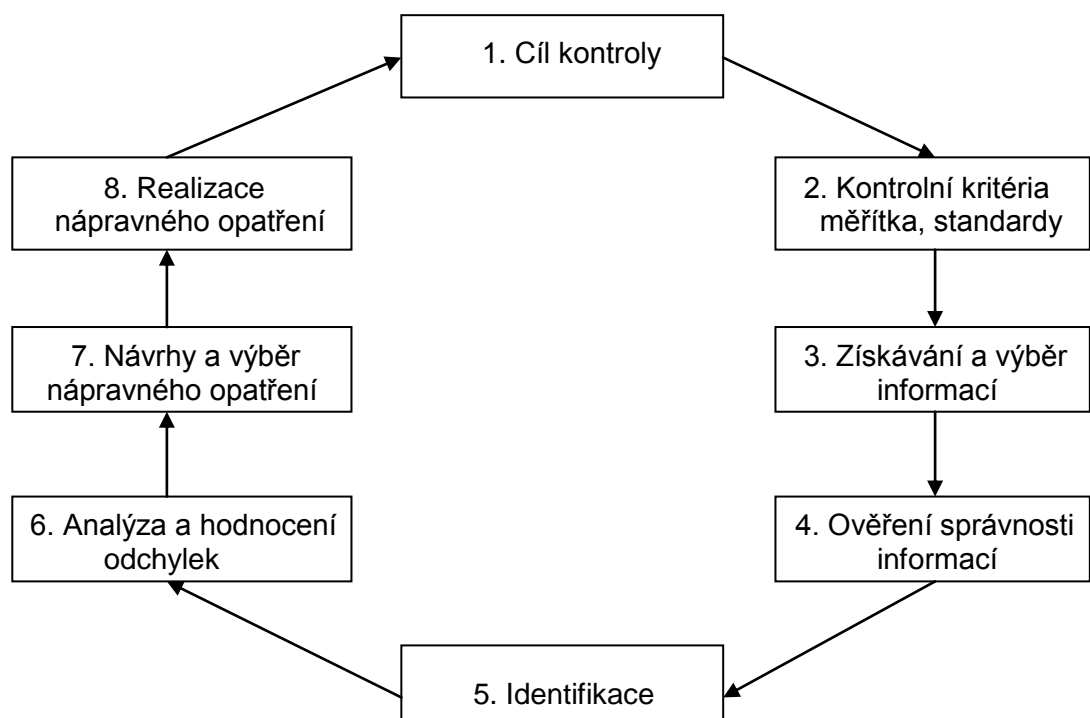 1. Cíl kontroly
2. Kontrolní kritéria
měřítka, standardy
3. Získávání a výběr
informací
4. Ověření správnosti
informací
5. Identifikace
6. Analýza a hodnocení
odchylek
7. Návrhy a výběr
nápravného opatření
8. Realizace
nápravného opatření